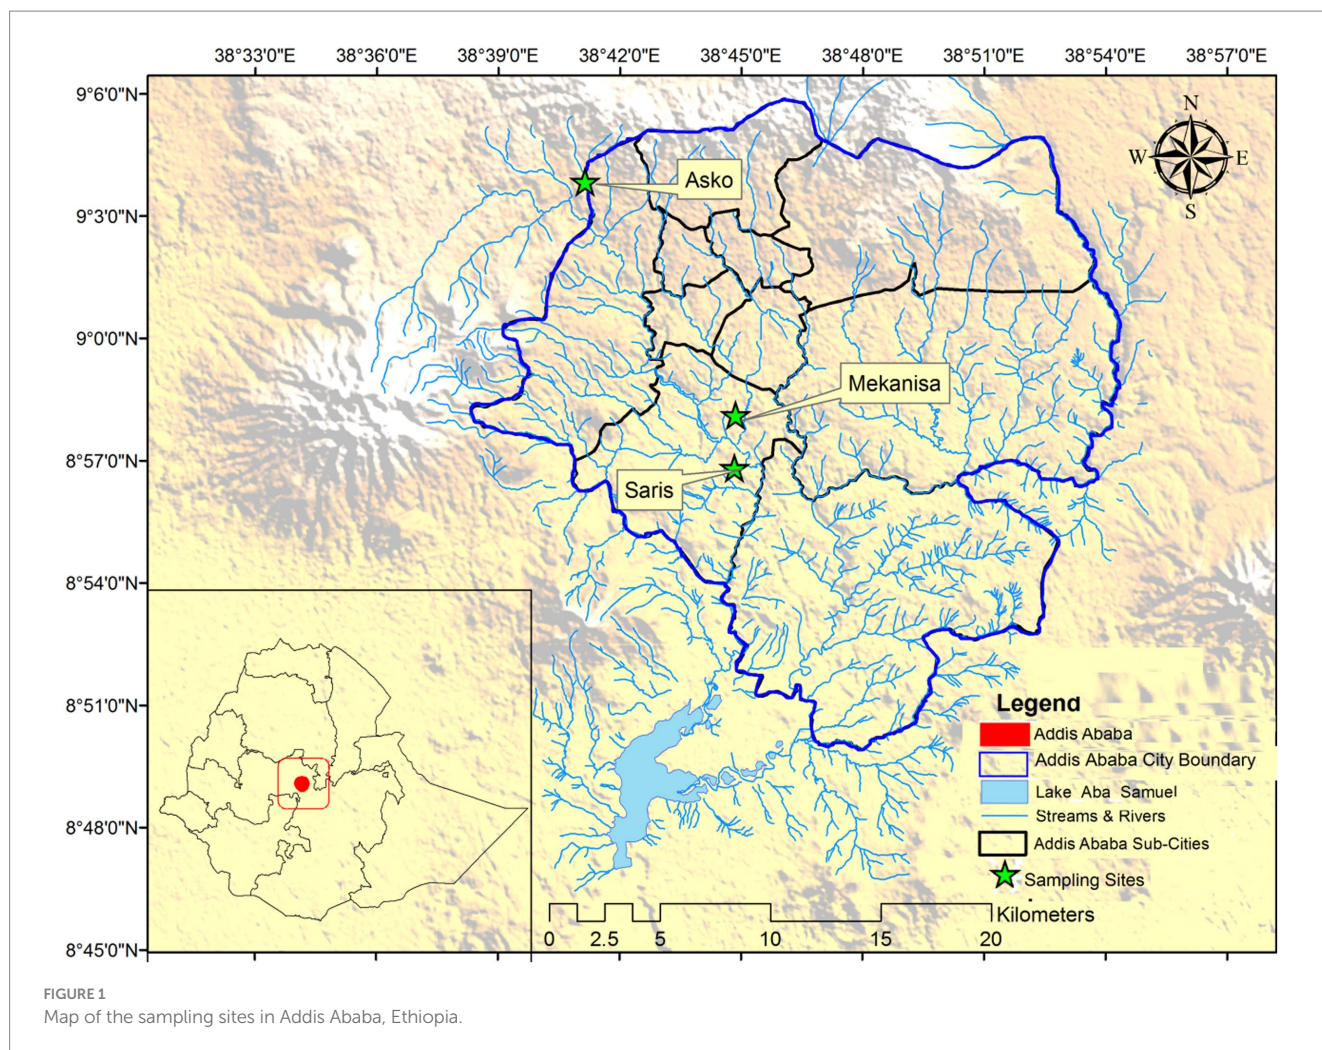 38°33'0"E 38°36'0"E 38°39'0"E 38°42'0"E 38°45'0"E 38°48'0"E 38°51'0"E 38°54'0"E 38°57'0"E
9°6'0"N
9°3'0"N
9°0'0"N
8°57'0"N
8°54'0"N
8°51'0"N
8°48'0"N
8°45'0"N
N
W E
S
Asko
Mekanisa
Saris
Legend
Addis Ababa
Addis Ababa City Boundary
Lake Aba Samuel
Streams & Rivers
Addis Ababa Sub-Cities
Sampling Sites
Kilometers
0 2.5 5 10 15 20
FIGURE 1
Map of the sampling sites in Addis Ababa, Ethiopia.